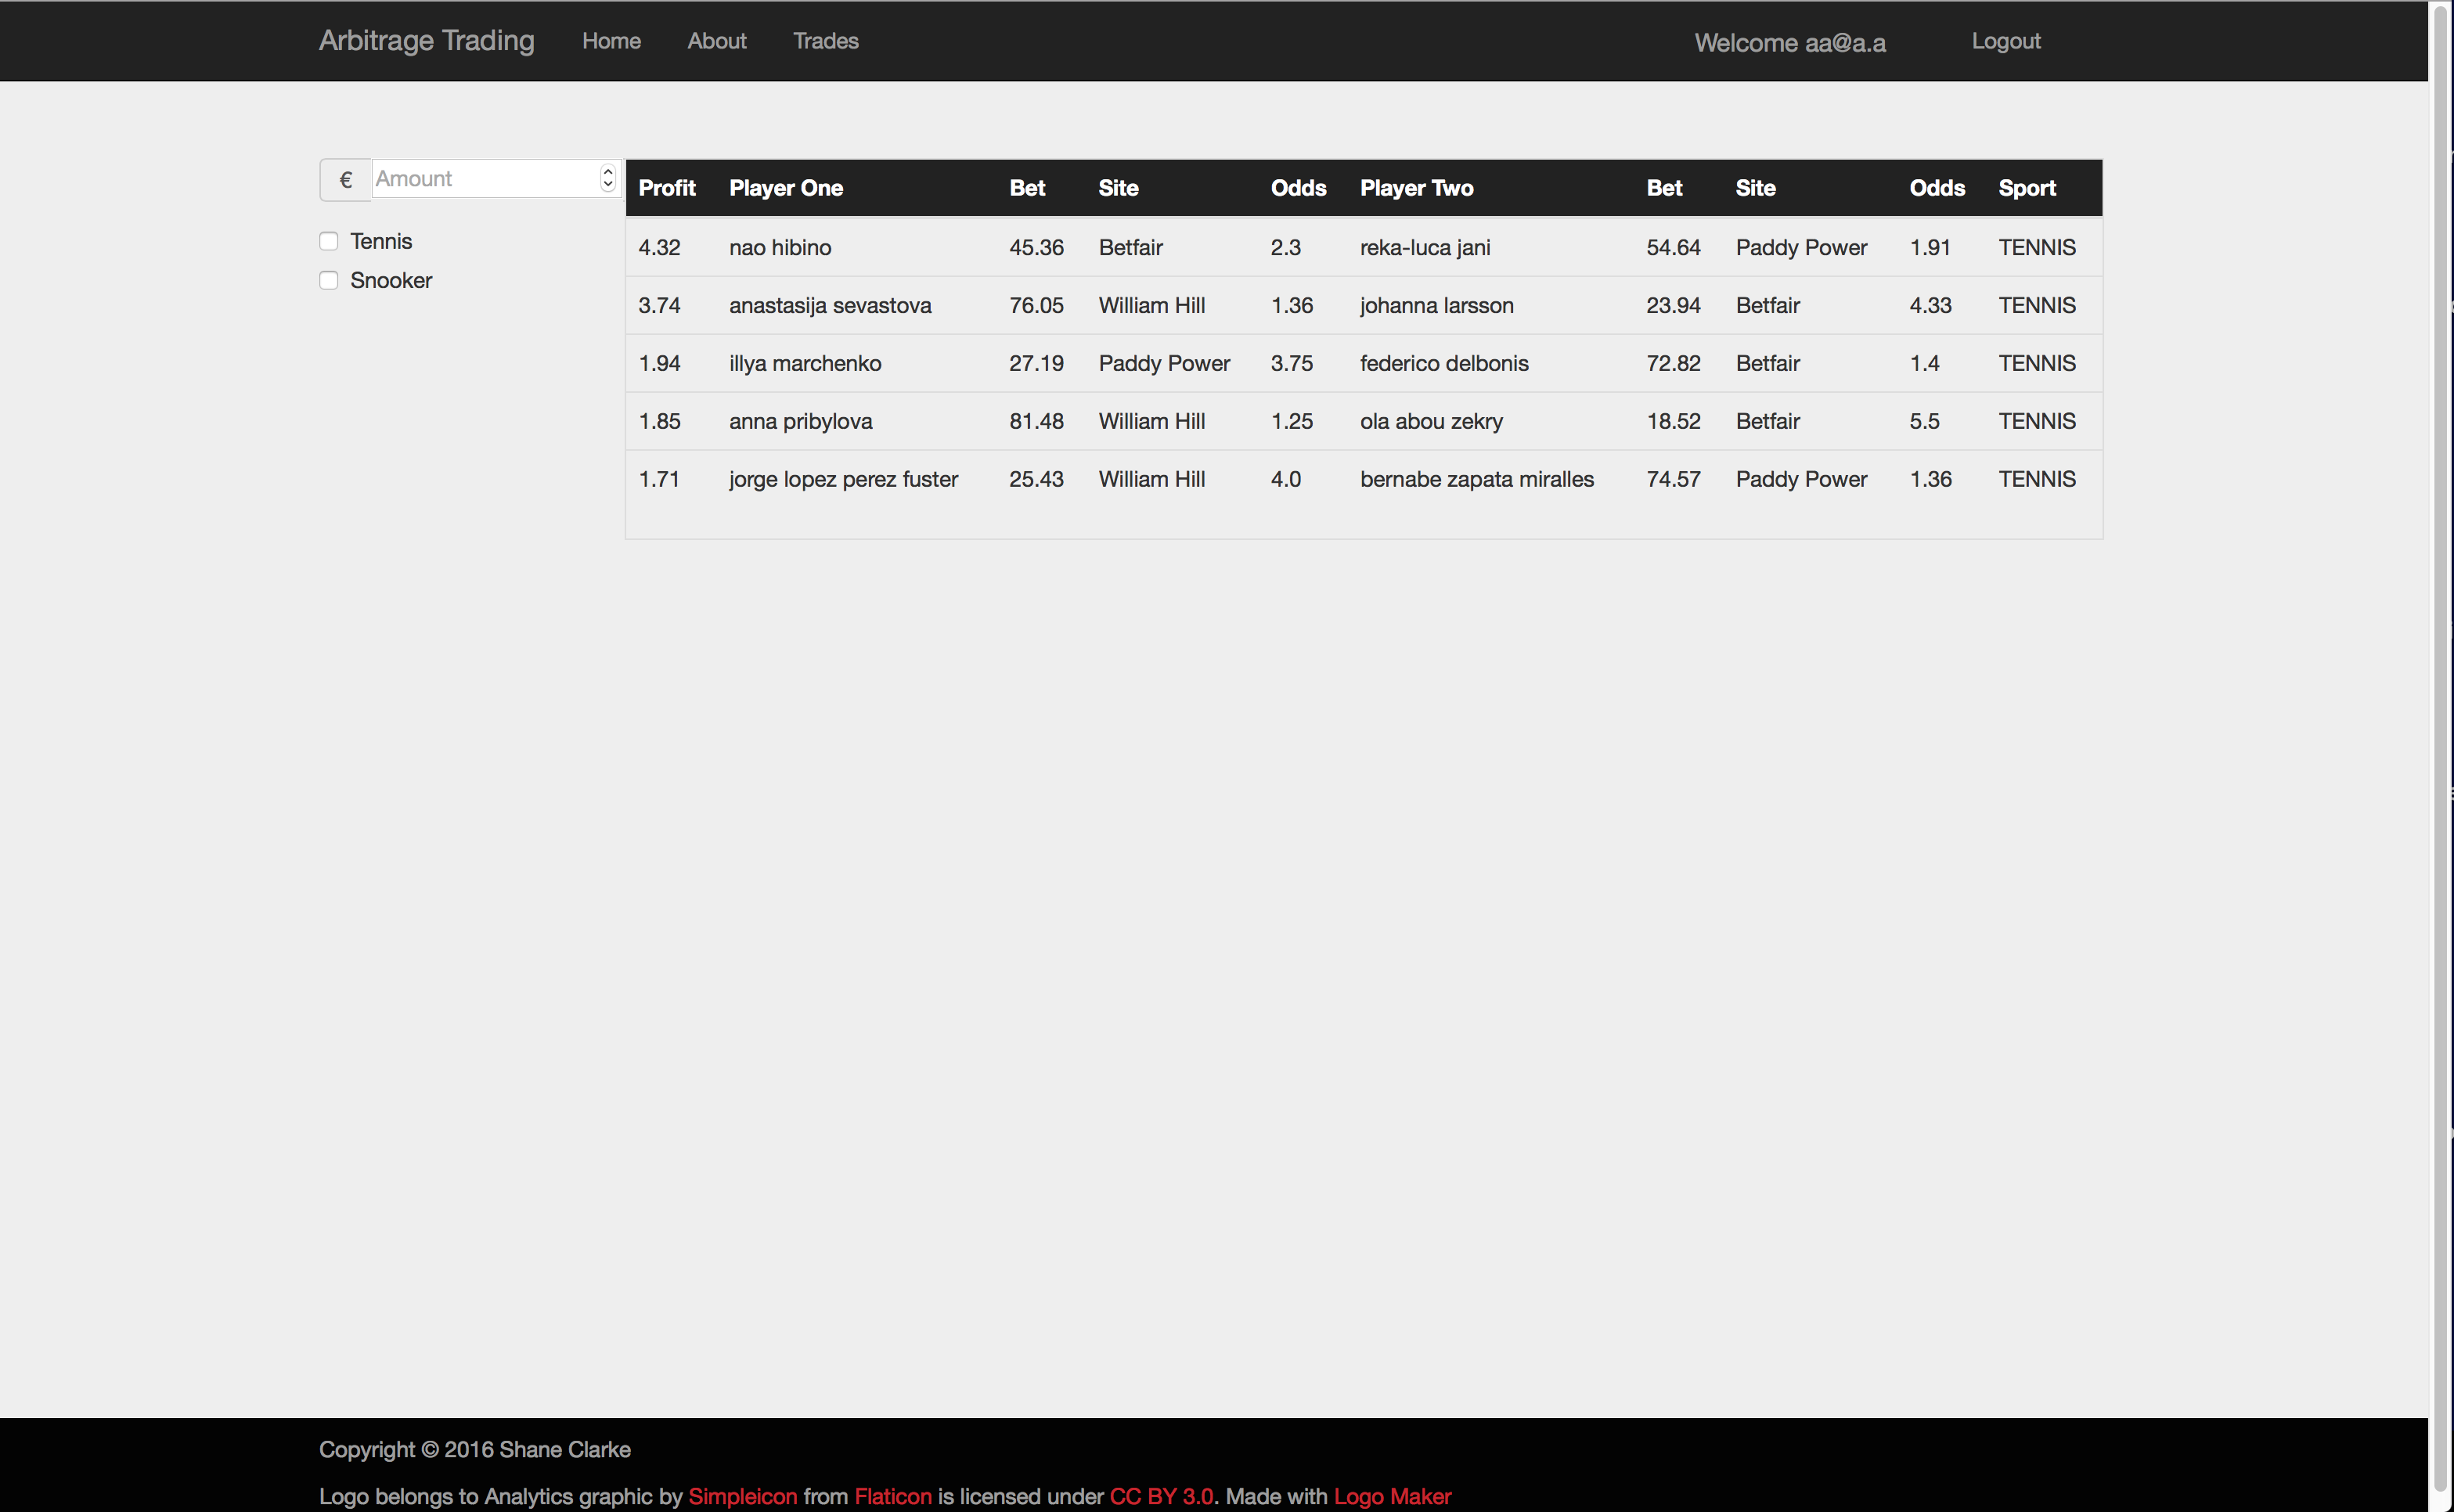 Arbitrage Trading Home About Trades Welcome aa@a.a Logout
€ Amount
Tennis
Snooker
Profit Player One Bet Site Odds Player Two Bet Site Odds Sport
4.32 nao hibino 45.36 Betfair 2.3 reka-luca jani 54.64 Paddy Power 1.91 TENNIS
3.74 anastasija sevastova 76.05 William Hill 1.36 johanna larsson 23.94 Betfair 4.33 TENNIS
1.94 illya marchenko 27.19 Paddy Power 3.75 federico delbonis 72.82 Betfair 1.4 TENNIS
1.85 anna pribylova 81.48 William Hill 1.25 ola abou zekry 18.52 Betfair 5.5 TENNIS
1.71 jorge lopez perez fuster 25.43 William Hill 4.0 bernabe zapata miralles 74.57 Paddy Power 1.36 TENNIS
Copyright © 2016 Shane Clarke
Logo belongs to Analytics graphic by Simpleicon from Flaticon is licensed under CC BY 3.0. Made with Logo Maker